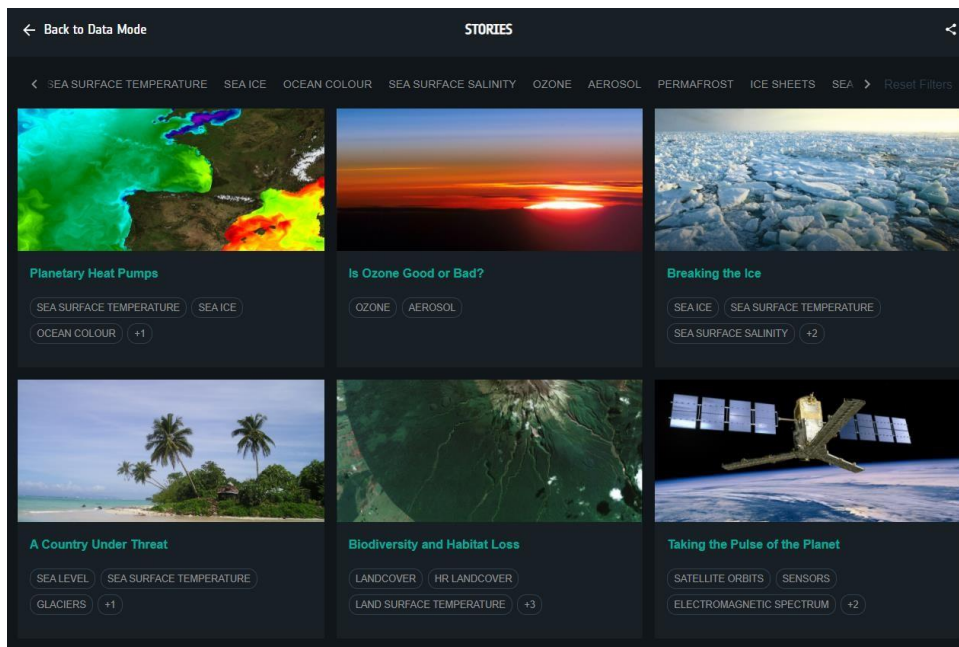 ← Back to Data Mode
STORIES
SEA SURFACE TEMPERATURE SEA ICE OCEAN COLOUR SEA SURFACE SALINITY OZONE AEROSOL PERMAFROST ICE SHEETS SEA Reset Filters
Planetary Heat Pumps
SEA SURFACE TEMPERATURE SEA ICE
OCEAN COLOUR +1
Is Ozone Good or Bad?
OZONE AEROSOL
Breaking the Ice
SEA ICE SEA SURFACE TEMPERATURE
SEA SURFACE SALINITY +2
A Country Under Threat
SEA LEVEL SEA SURFACE TEMPERATURE
GLACIERS +1
Biodiversity and Habitat Loss
LANDCOVER HR LANDCOVER
LAND SURFACE TEMPERATURE +3
Taking the Pulse of the Planet
SATELLITE ORBITS SENSORS
ELECTROMAGNETIC SPECTRUM +2